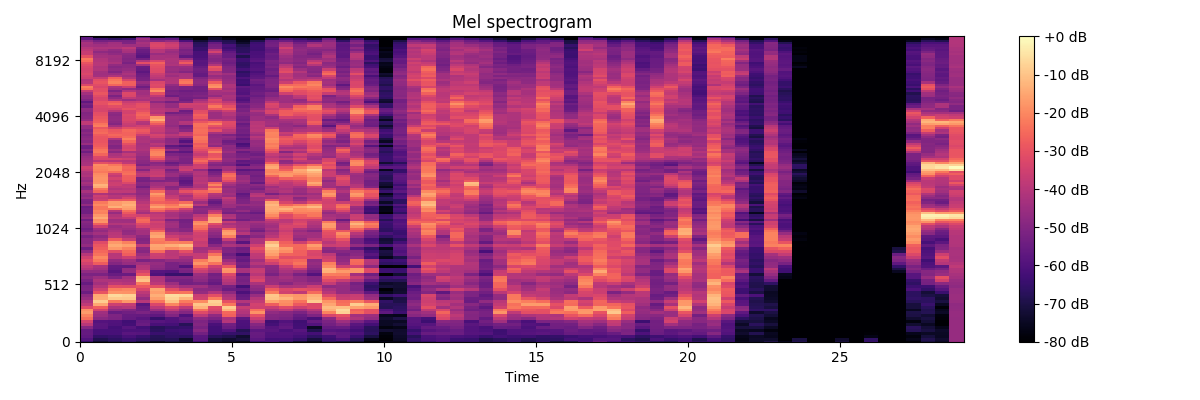 Mel spectrogram
8192
4096
2048
1024
512
0
Hz
0 5 10 15 20 25
Time
+0 dB
-10 dB
-20 dB
-30 dB
-40 dB
-50 dB
-60 dB
-70 dB
-80 dB